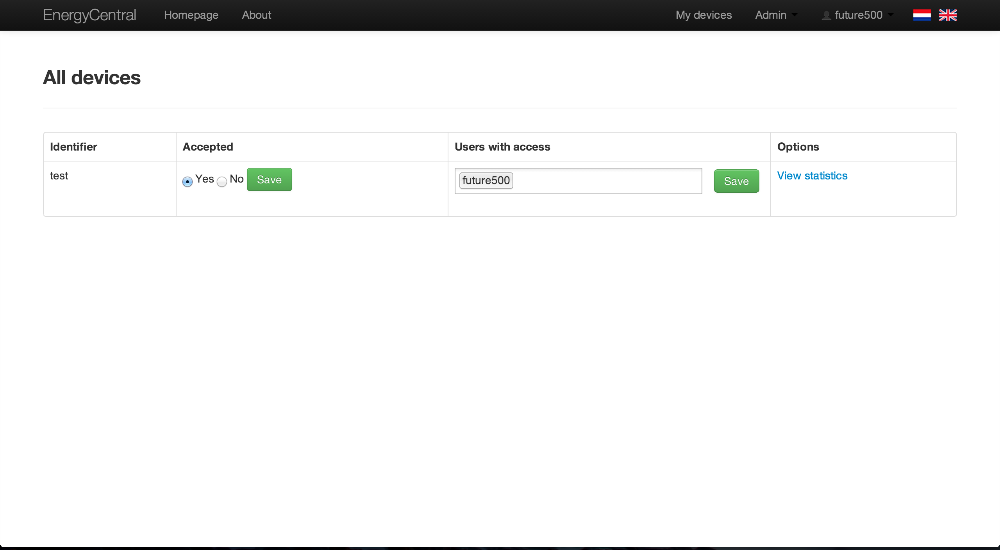 EnergyCentral Homepage About My devices Admin future500
All devices
Identifier Accepted Users with access Options
test Yes No Save future500 Save View statistics